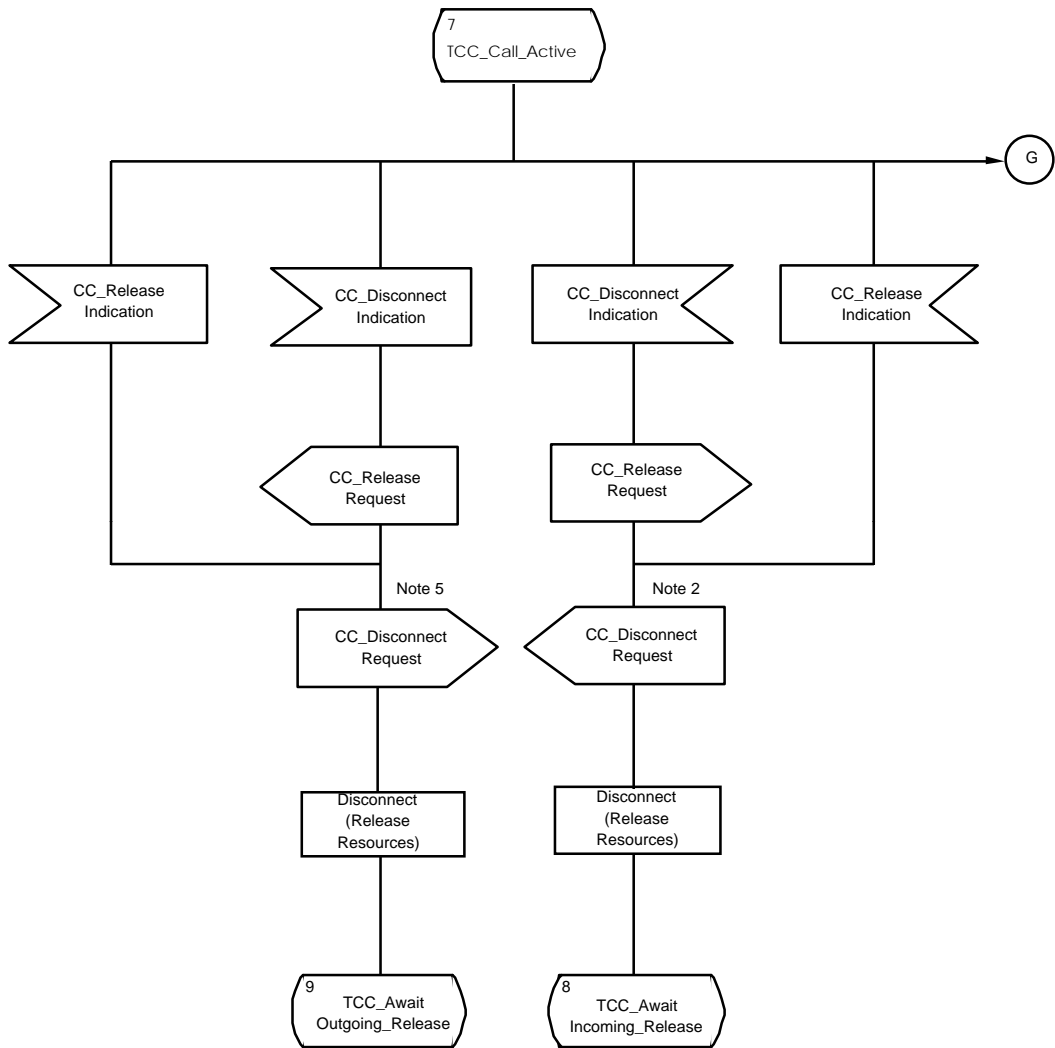 7
TCC_Call_Active
G
CC_Release
Indication
CC_Disconnect
Indication
CC_Disconnect
Indication
CC_Release
Indication
CC_Release
Request
CC_Release
Request
Note 5
Note 2
CC_Disconnect
Request
CC_Disconnect
Request
Disconnect
(Release
Resources)
Disconnect
(Release
Resources)
9
TCC_Await
Outgoing_Release
8
TCC_Await
Incoming_Release